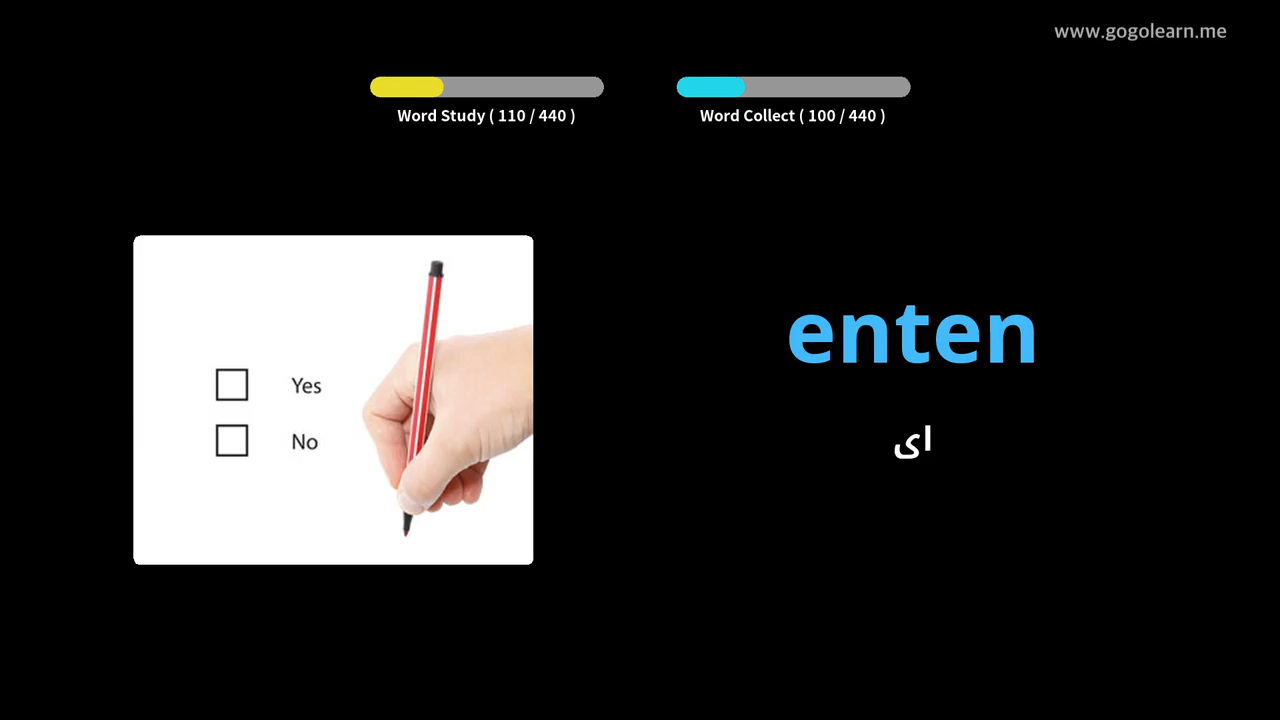 www.gogolearn.me
Word Study ( 110 / 440 )
Word Collect ( 100 / 440 )
Yes
No
enten
ای